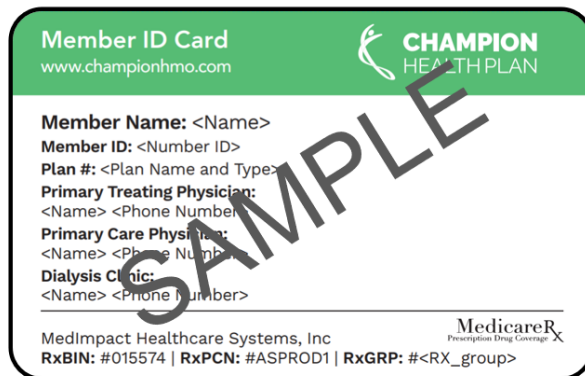 Member ID Card
www.championhmo.com
CHAMPION
HEALTH PLAN
Member Name: <Name>
Member ID: <Number ID>
Plan #: <Plan Name and Type>
Primary Treating Physician:
<Name> <Phone Number>
Primary Care Physician:
<Name> <Phone Number>
Dialysis Clinic:
<Name> <Phone Number>
SAMPLE
MedicareRx
Prescription Drug Coverage
MedImpact Healthcare Systems, Inc
RxBIN: #015574 | RxPCN: #ASPROD1 | RxGRP: #<RX_group>